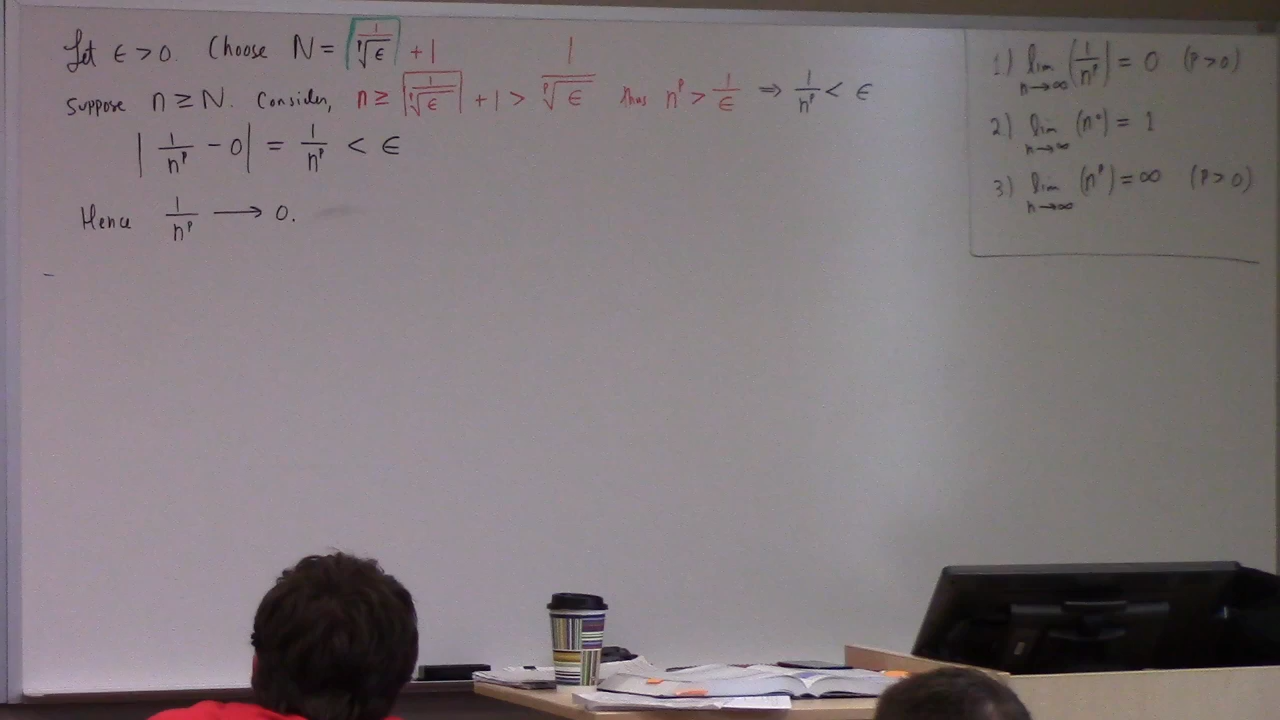 Let ϵ > 0. Choose N = ⌈1/ᵖ√ϵ⌉ + 1
Suppose n ≥ N. Consider, n ≥ ⌈1/ᵖ√ϵ⌉ + 1 > 1/ᵖ√ϵ thus nᵖ > 1/ϵ ⇒ 1/nᵖ < ϵ
| 1/nᵖ - 0 | = 1/nᵖ < ϵ
Hence 1/nᵖ ⟶ 0.
1) lim n→∞ (1/nᵖ) = 0 (p > 0)
2) lim n→∞ (n⁰) = 1
3) lim n→∞ (nᵖ) = ∞ (p > 0)